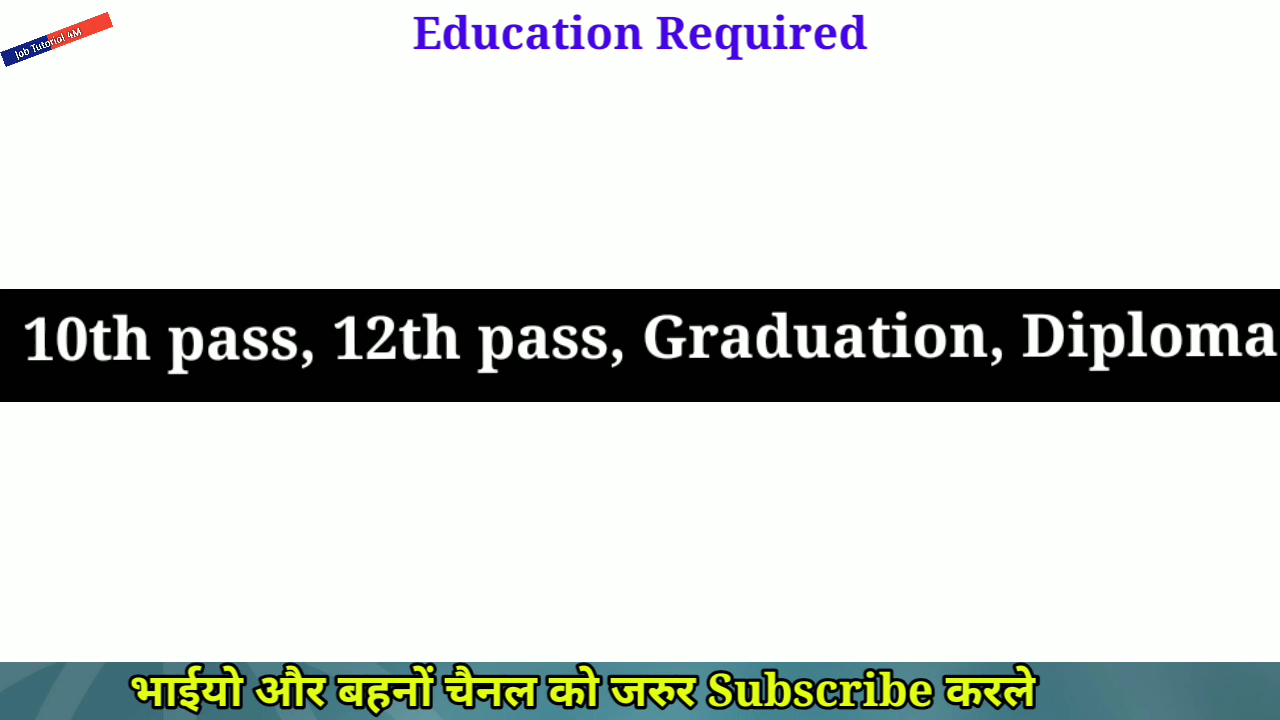 Job Tutorial 4M
Education Required
10th pass, 12th pass, Graduation, Diploma
भाईयो और बहनों चैनल को जरुर Subscribe करले